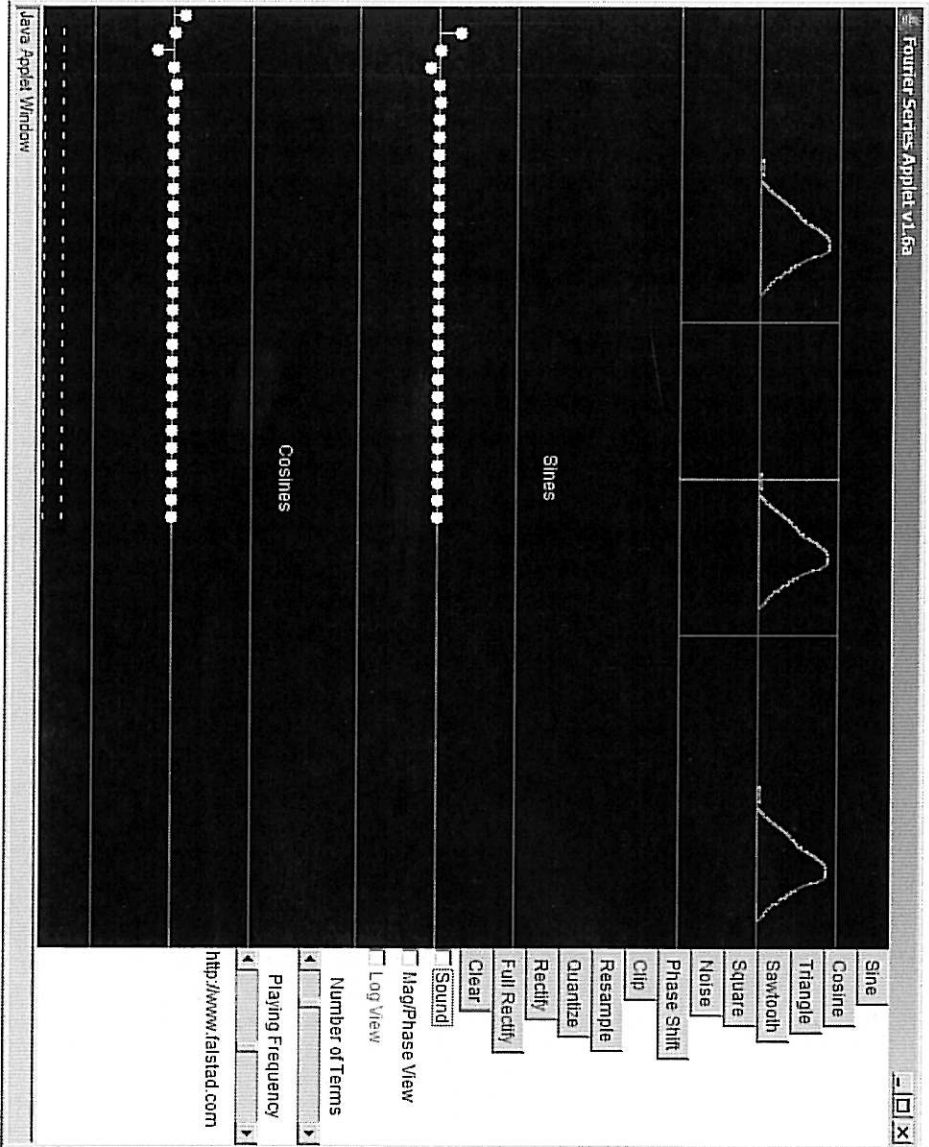 Fourier Series Applet v1.6a
Sine
Cosine
Triangle
Sawtooth
Square
Noise
Phase Shift
Clip
Resample
Quantize
Rectify
Full Rectify
Clear
Sound
Mag/Phase View
Log View
Number of Terms
Playing Frequency
http://www.falstad.com
Sines
Cosines
Java Applet Window